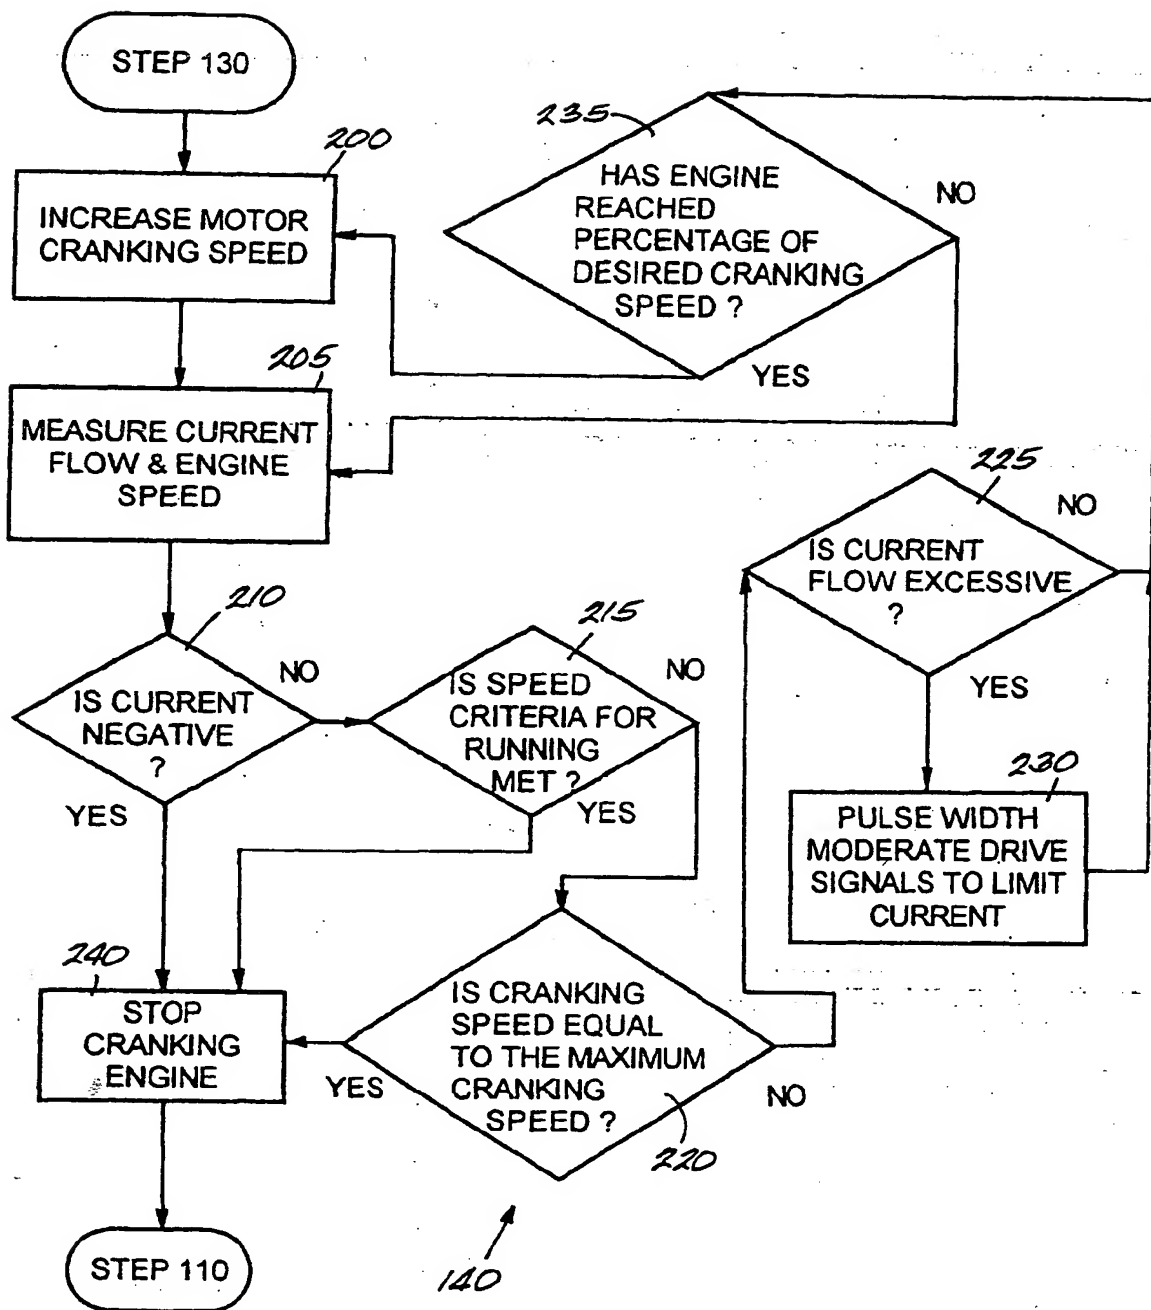 STEP 130
200
INCREASE MOTOR
CRANKING SPEED
205
MEASURE CURRENT
FLOW & ENGINE
SPEED
210
IS CURRENT
NEGATIVE
?
NO
YES
215
IS SPEED
CRITERIA FOR
RUNNING
MET ?
NO
YES
220
IS CRANKING
SPEED EQUAL
TO THE MAXIMUM
CRANKING
SPEED ?
YES
NO
225
IS CURRENT
FLOW EXCESSIVE
?
NO
YES
230
PULSE WIDTH
MODERATE DRIVE
SIGNALS TO LIMIT
CURRENT
235
HAS ENGINE
REACHED
PERCENTAGE OF
DESIRED CRANKING
SPEED ?
NO
YES
240
STOP
CRANKING
ENGINE
STEP 110
140